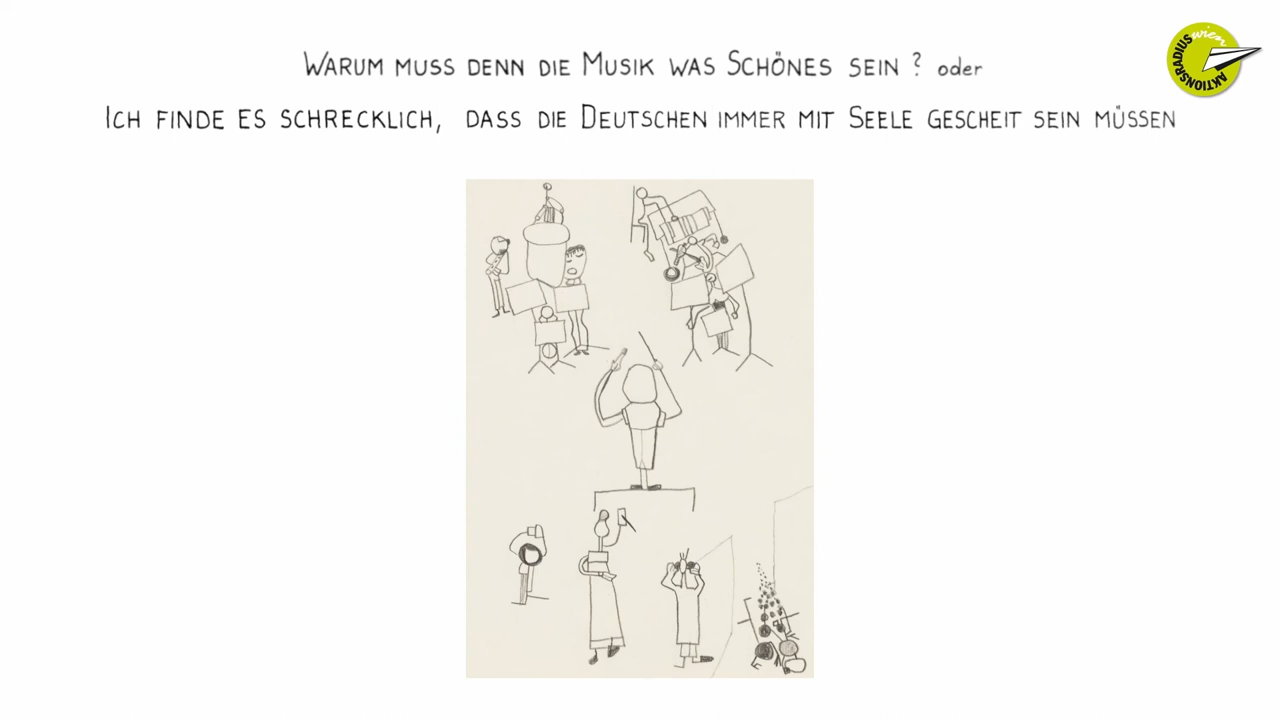 WARUM MUSS DENN DIE MUSIK WAS SCHÖNES SEIN ? oder
ICH FINDE ES SCHRECKLICH, DASS DIE DEUTSCHEN IMMER MIT SEELE GESCHEIT SEIN MÜSSEN
AKTIONSRADIUS wien